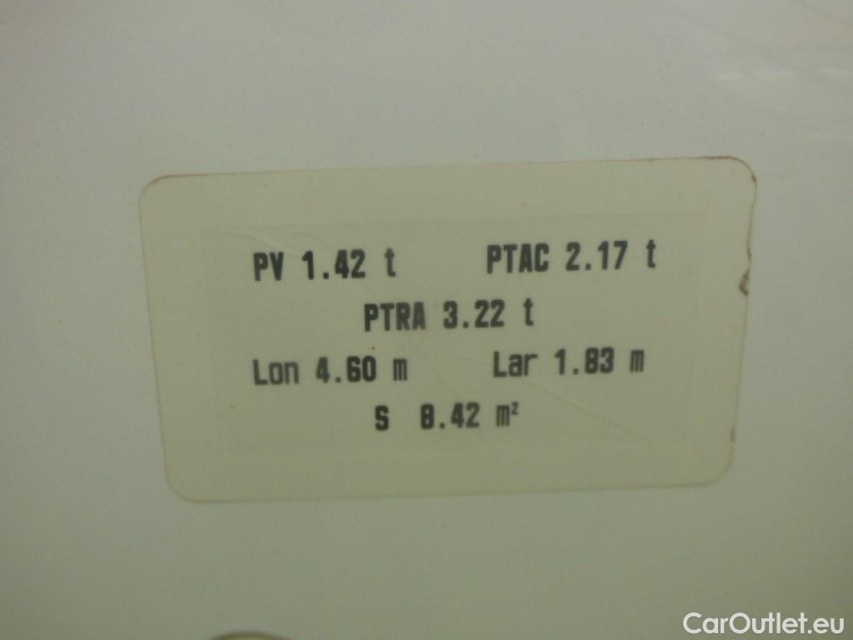 PV 1.42 t PTAC 2.17 t
PTRA 3.22 t
Lon 4.60 m Lar 1.83 m
S 8.42 m²
CarOutlet.eu